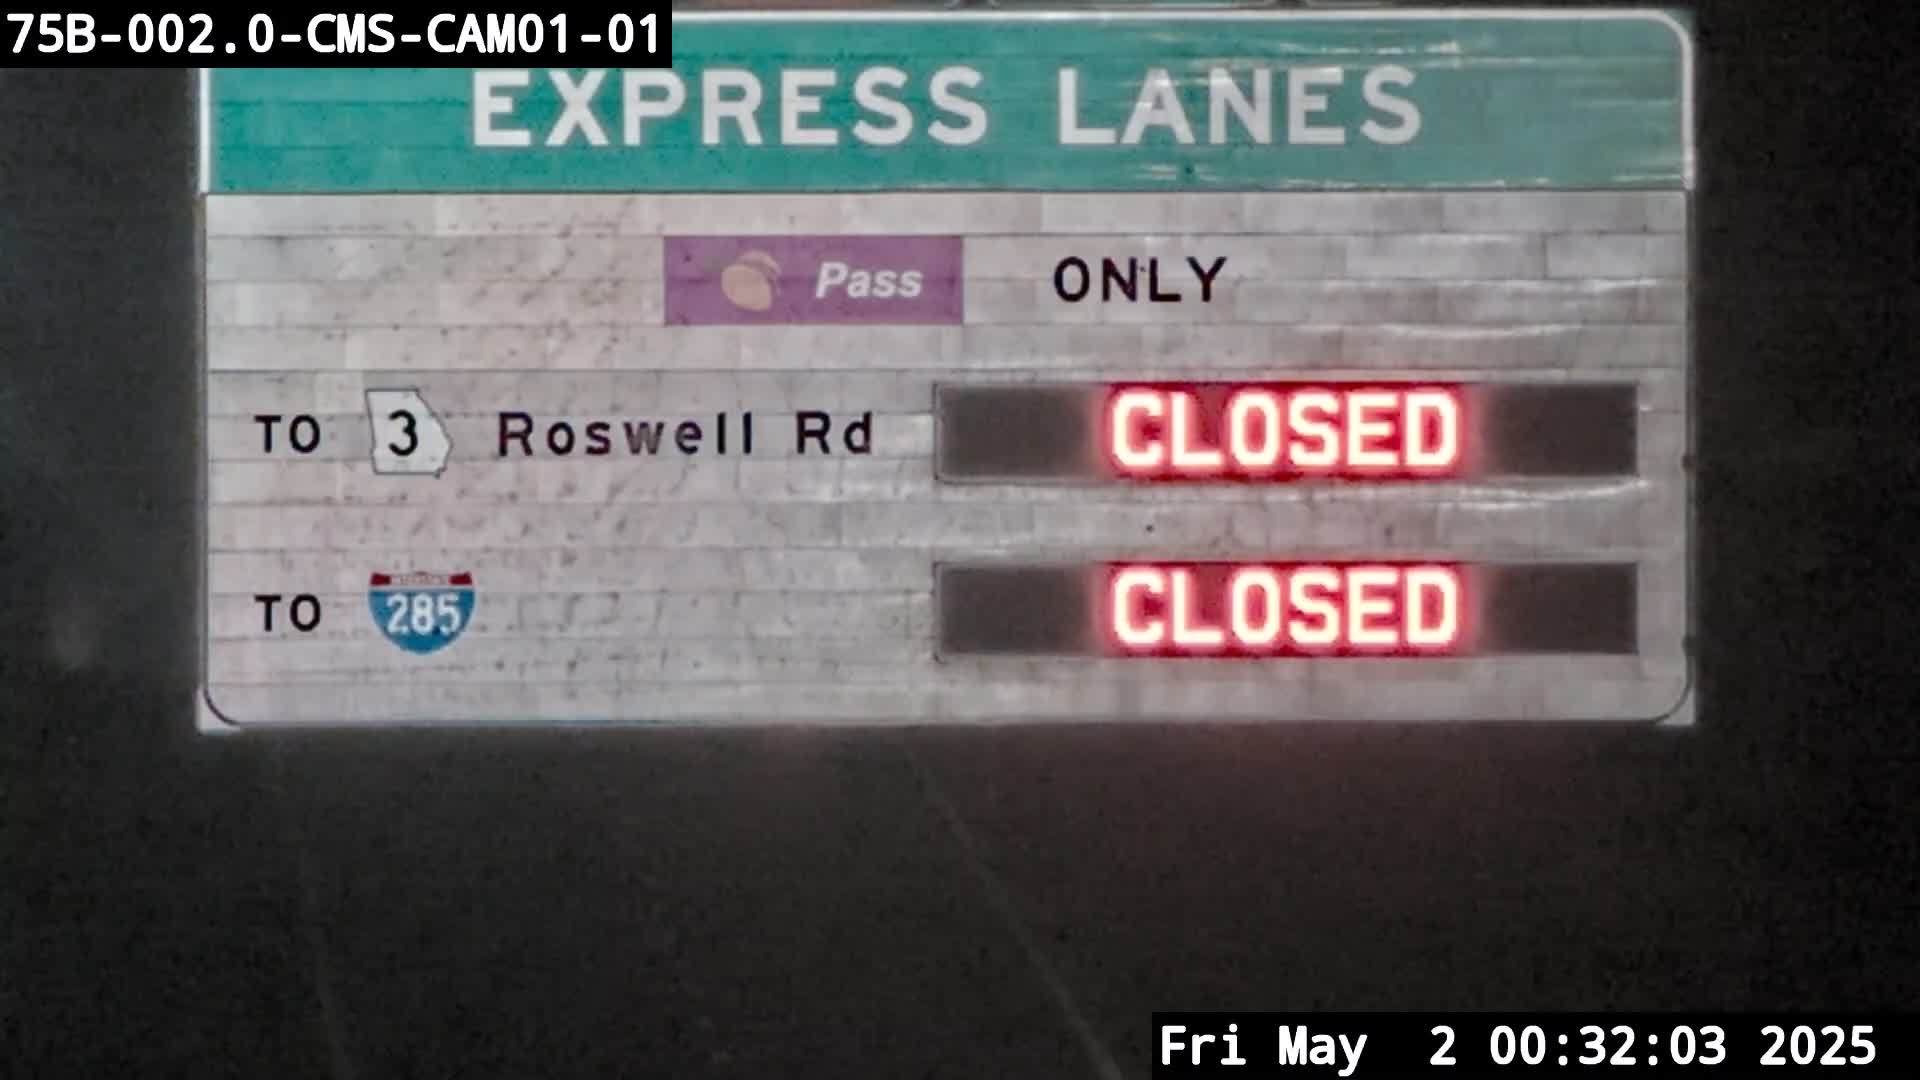 75B-002.0-CMS-CAM01-01
EXPRESS LANES
Pass ONLY
TO 3 Roswell Rd CLOSED
TO 285 CLOSED
Fri May 2 00:32:03 2025